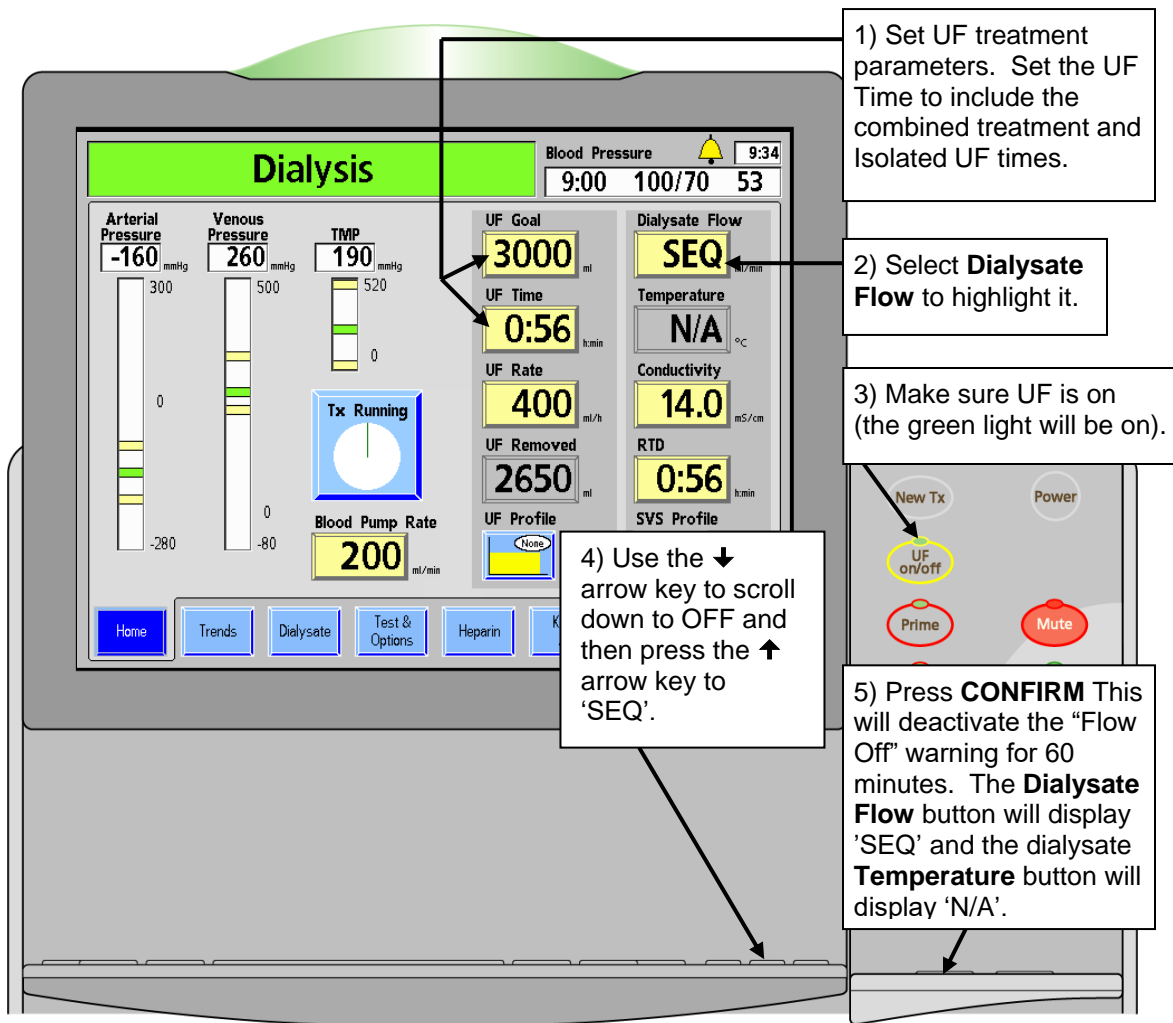 1) Set UF treatment
parameters.  Set the UF
Time to include the
combined treatment and
Isolated UF times.
Dialysis
Blood Pressure
9:34
9:00 100/70 53
Arterial
Pressure
-160 mmHg
300
0
-280
Venous
Pressure
260 mmHg
500
0
-80
TMP
190 mmHg
520
0
Tx Running
Blood Pump Rate
200 ml/min
UF Goal
3000 ml
UF Time
0:56 h:min
UF Rate
400 ml/h
UF Removed
2650 ml
UF Profile
None
Dialysate Flow
SEQ ml/min
Temperature
N/A °C
Conductivity
14.0 mS/cm
RTD
0:56 h:min
SVS Profile
Home
Trends
Dialysate
Test &
Options
Heparin
K
2) Select Dialysate
Flow to highlight it.
3) Make sure UF is on
(the green light will be on).
New Tx
Power
UF
on/off
Prime
Mute
4) Use the ↓
arrow key to scroll
down to OFF and
then press the ↑
arrow key to
‘SEQ’.
5) Press CONFIRM This
will deactivate the “Flow
Off” warning for 60
minutes.  The Dialysate
Flow button will display
’SEQ’ and the dialysate
Temperature button will
display ‘N/A’.